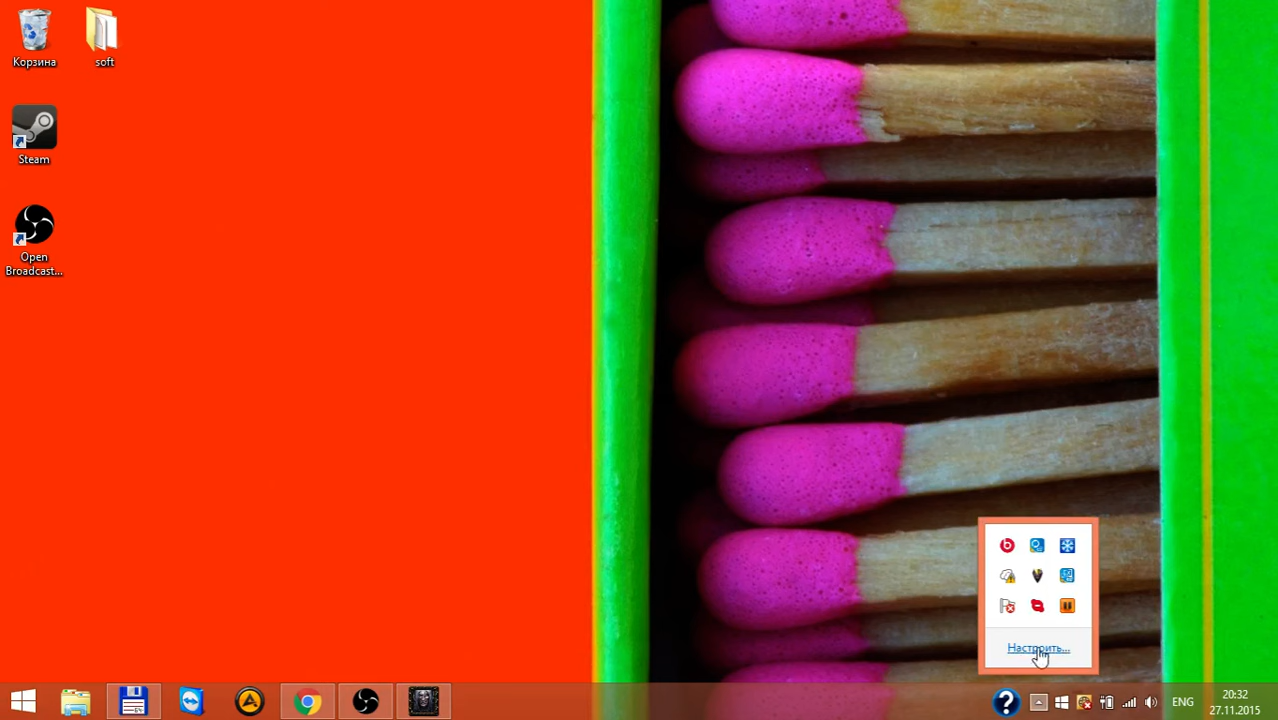 Корзина
soft
Steam
Open
Broadcast...
Настроить...
ENG
20:32
27.11.2015